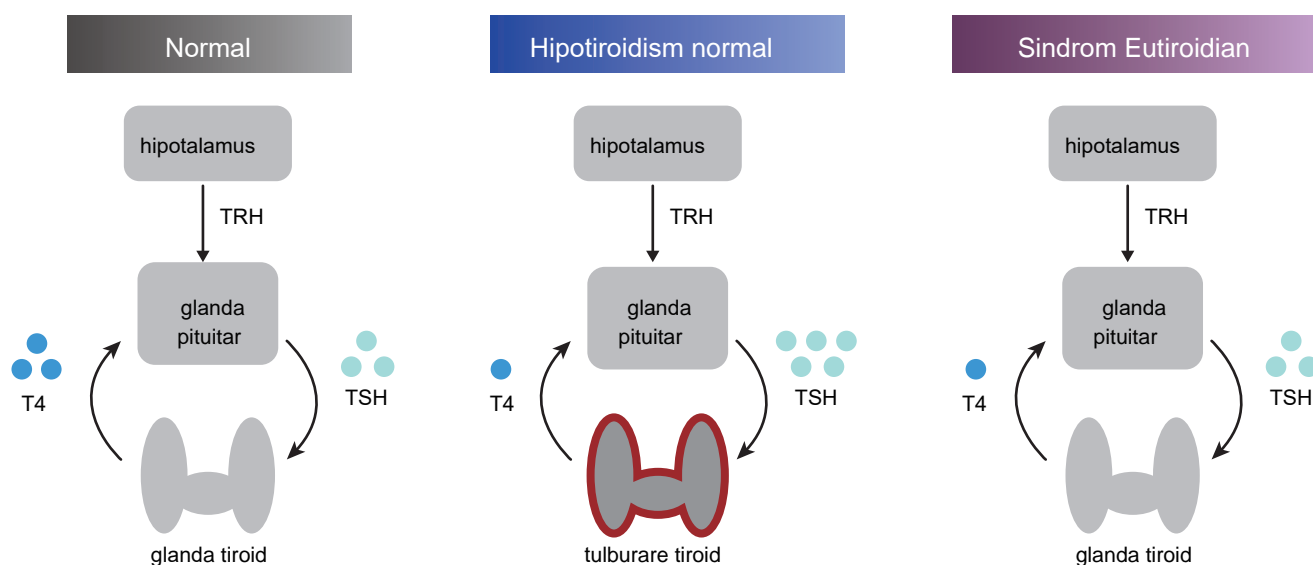 Normal
hipotalamus
TRH
glanda
pituitar
T4
TSH
glanda tiroid
Hipotiroidism normal
hipotalamus
TRH
glanda
pituitar
T4
TSH
tulburare tiroid
Sindrom Eutiroidian
hipotalamus
TRH
glanda
pituitar
T4
TSH
glanda tiroid